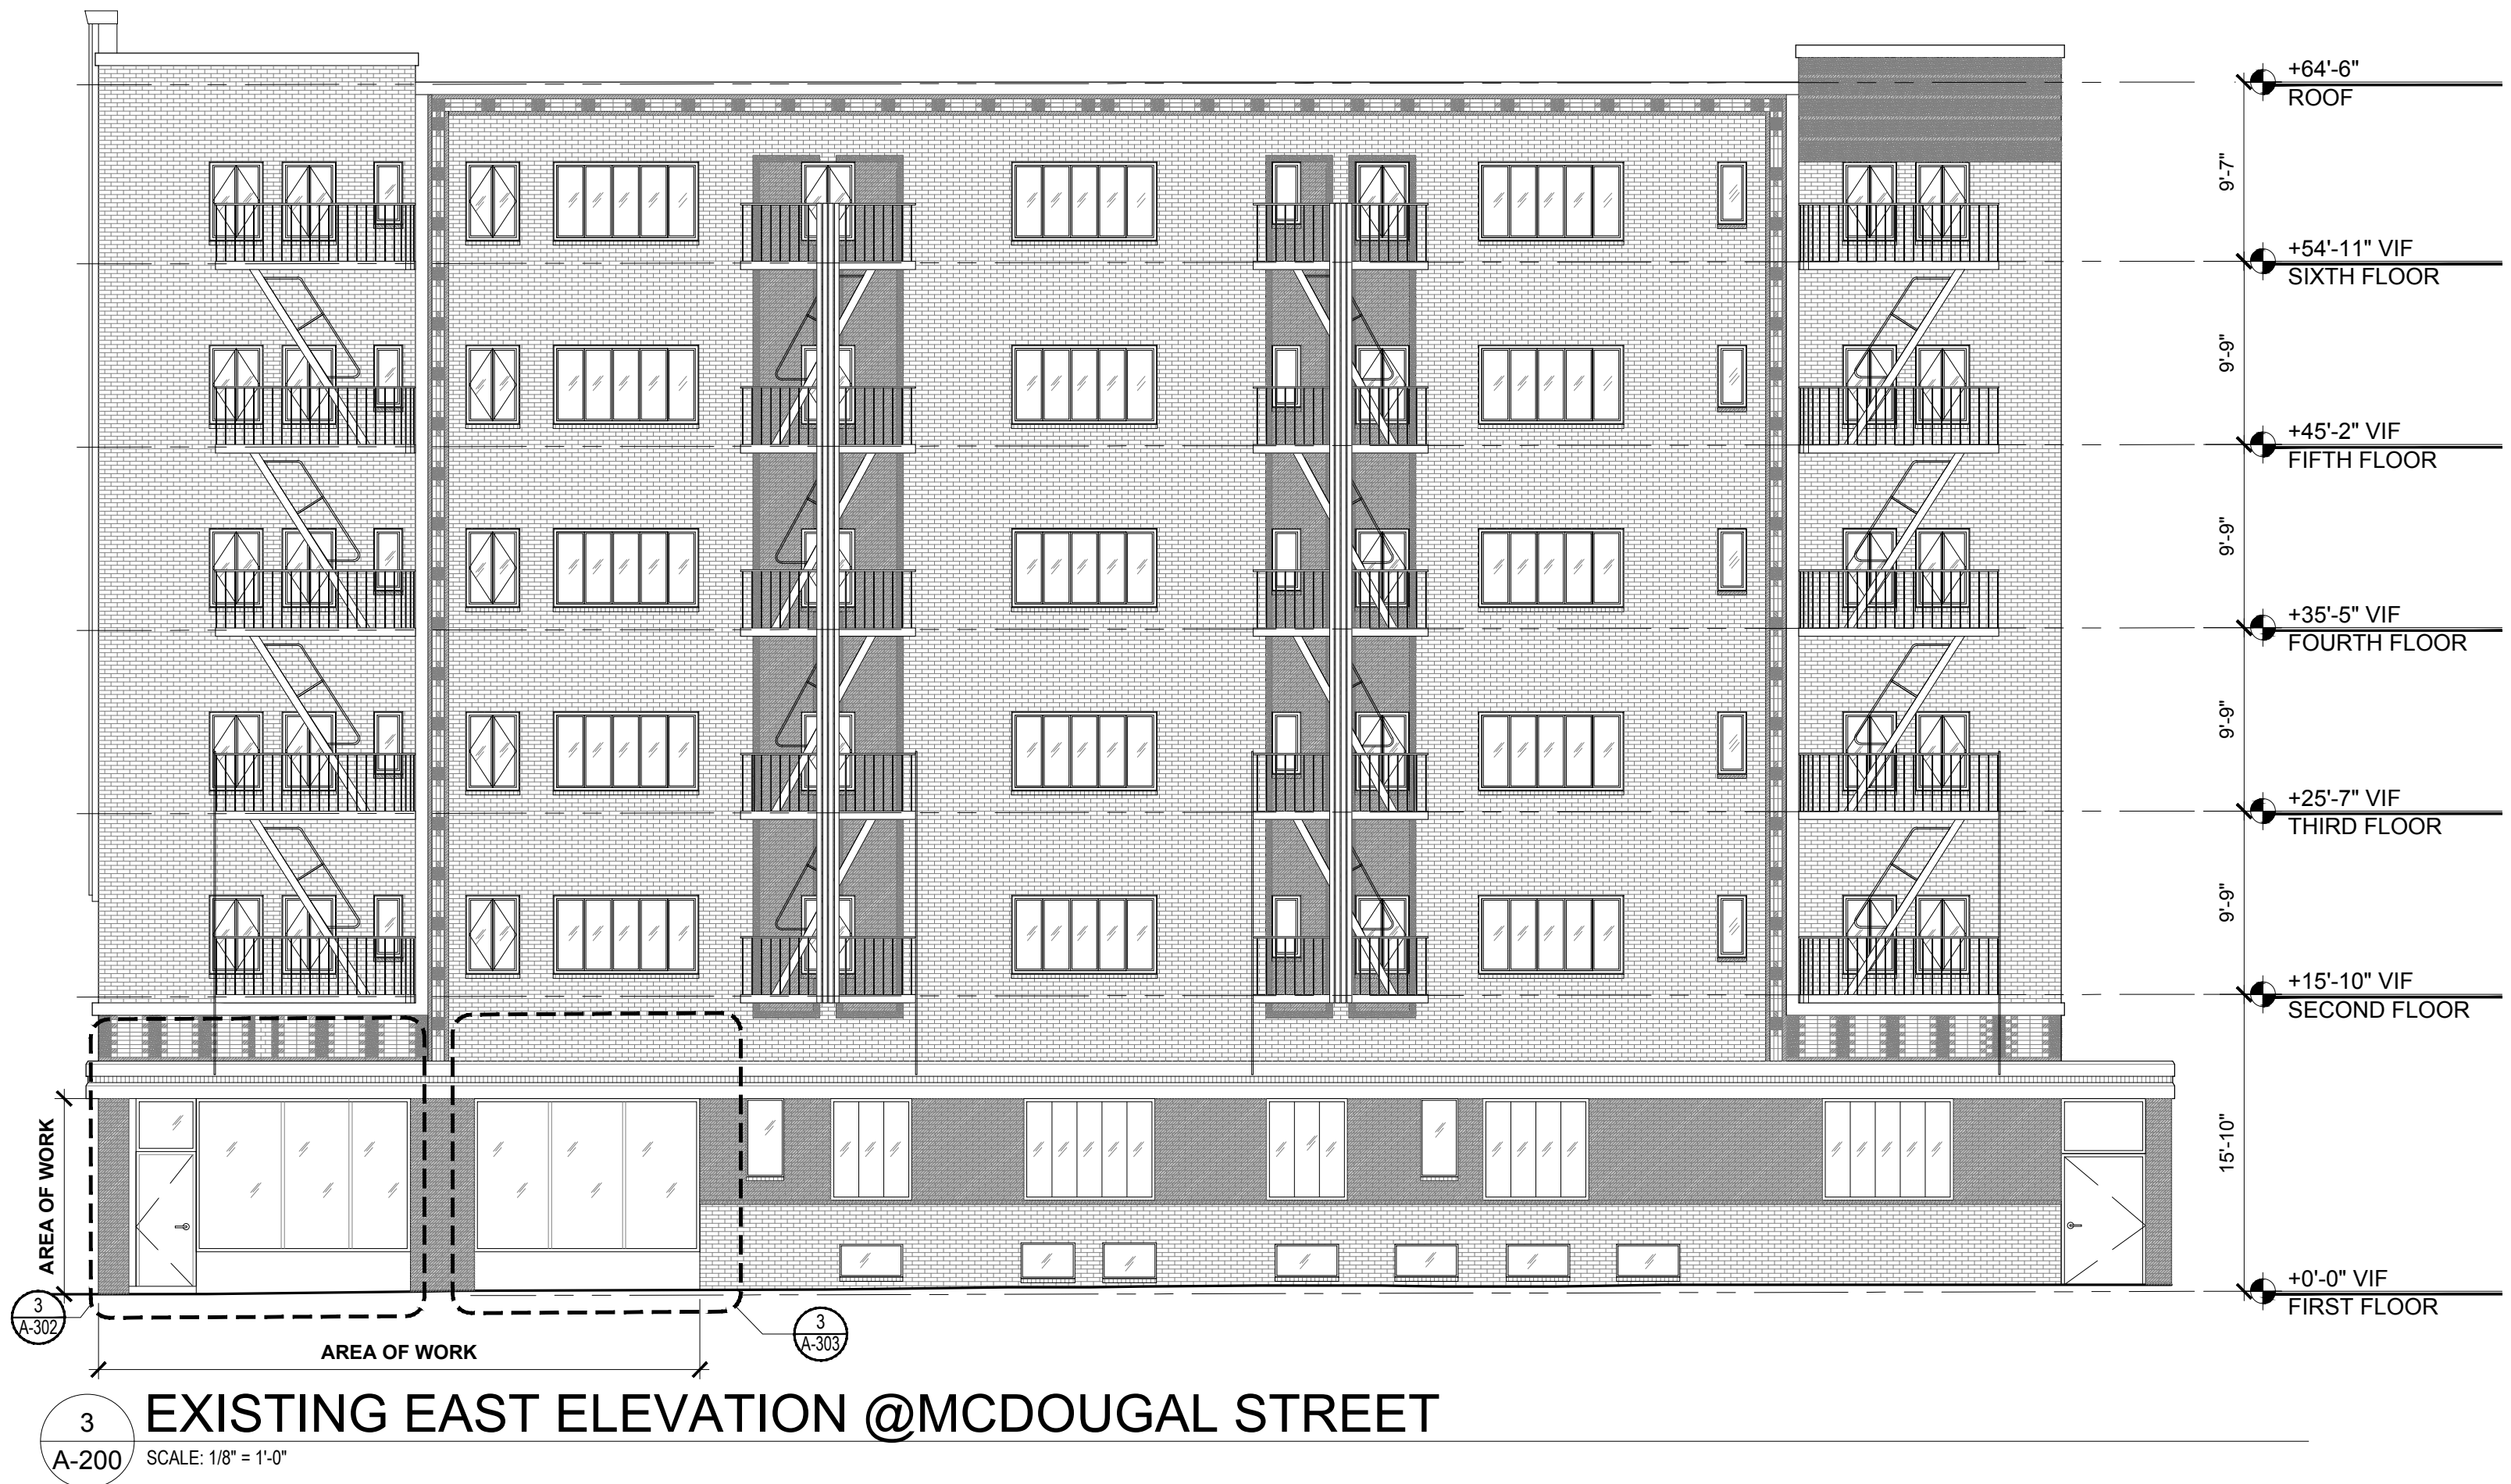 +64'-6"
ROOF
9'-7"
+54'-11" VIF
SIXTH FLOOR
9'-9"
+45'-2" VIF
FIFTH FLOOR
9'-9"
+35'-5" VIF
FOURTH FLOOR
9'-9"
+25'-7" VIF
THIRD FLOOR
9'-9"
+15'-10" VIF
SECOND FLOOR
15'-10"
+0'-0" VIF
FIRST FLOOR
AREA OF WORK
3
A-302
3
A-303
AREA OF WORK
3
A-200
EXISTING EAST ELEVATION @MCDOUGAL STREET
SCALE: 1/8" = 1'-0"